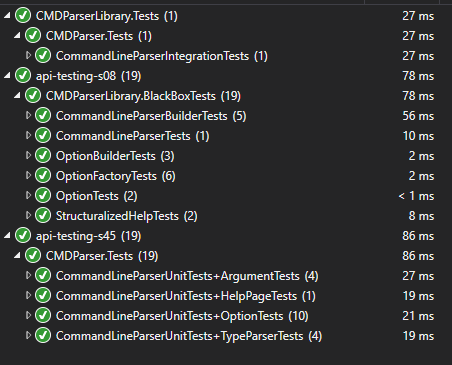 CMDParserLibrary.Tests (1) 27 ms
CMDParser.Tests (1) 27 ms
CommandLineParserIntegrationTests (1) 27 ms
api-testing-s08 (19) 78 ms
CMDParserLibrary.BlackBoxTests (19) 78 ms
CommandLineParserBuilderTests (5) 56 ms
CommandLineParserTests (1) 10 ms
OptionBuilderTests (3) 2 ms
OptionFactoryTests (6) 2 ms
OptionTests (2) < 1 ms
StructuralizedHelpTests (2) 8 ms
api-testing-s45 (19) 86 ms
CMDParser.Tests (19) 86 ms
CommandLineParserUnitTests+ArgumentTests (4) 27 ms
CommandLineParserUnitTests+HelpPageTests (1) 19 ms
CommandLineParserUnitTests+OptionTests (10) 21 ms
CommandLineParserUnitTests+TypeParserTests (4) 19 ms